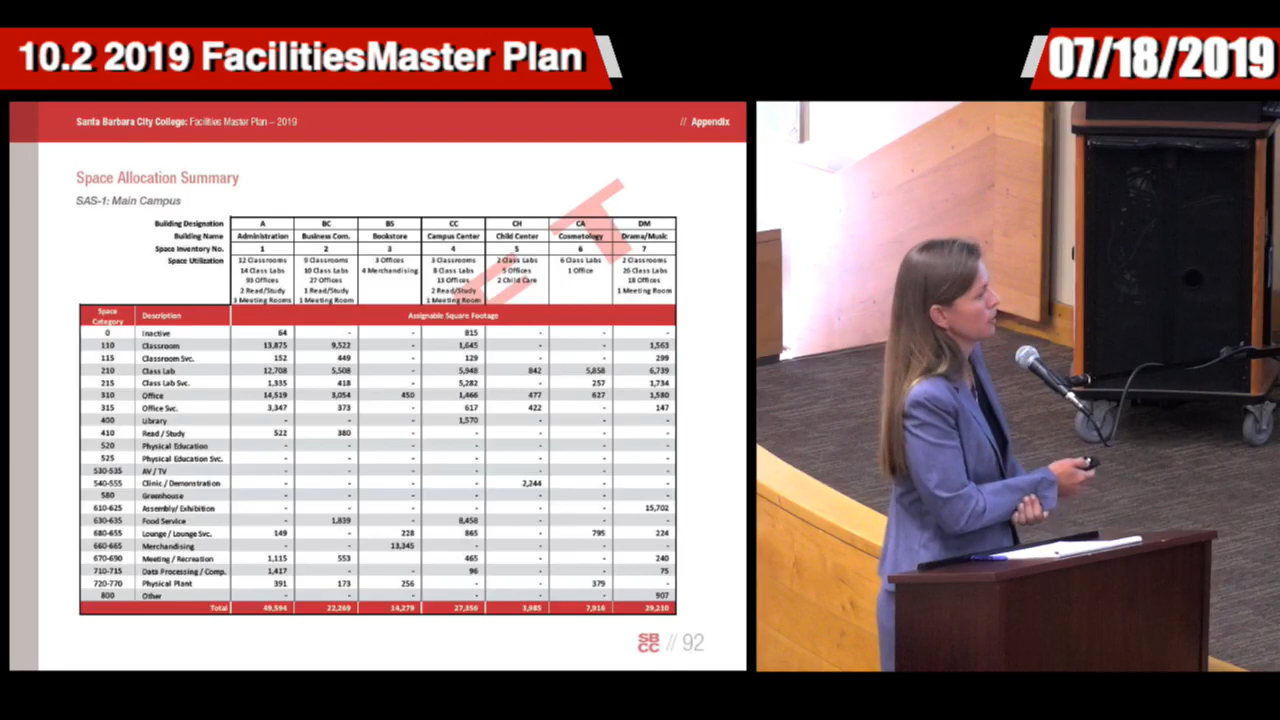 10.2 2019 FacilitiesMaster Plan
07/18/2019
Santa Barbara City College: Facilities Master Plan – 2019
// Appendix
Space Allocation Summary
SAS-1: Main Campus
Building Designation A BC BS CC CH CA DM
Building Name Administration Business Com. Bookstore Campus Center Child Center Cosmetology Drama/Music
Space Inventory No. 1 2 3 4 5 6 7
Space Utilization 12 Classrooms 9 Classrooms 3 Offices 3 Classrooms 2 Class Labs 6 Class Labs 2 Classrooms
14 Class Labs 10 Class Labs 4 Merchandising 8 Class Labs 5 Offices 1 Office 26 Class Labs
93 Offices 27 Offices 13 Offices 2 Child Care 18 Offices
2 Read/Study 1 Read/Study 2 Read/Study 1 Meeting Room
3 Meeting Rooms 1 Meeting Room 1 Meeting Room
Space Category Description Assignable Square Footage
0 Inactive 64 - - 815 - - -
110 Classroom 13,875 9,522 - 1,645 - - 1,563
115 Classroom Svc. 152 449 - 129 - - 299
210 Class Lab 12,708 5,508 - 5,948 842 5,858 6,739
215 Class Lab Svc. 1,335 418 - 5,282 - 257 1,734
310 Office 14,519 3,054 450 1,466 477 627 1,580
315 Office Svc. 3,347 373 - 617 422 - 147
400 Library - - - 1,570 - - -
410 Read / Study 522 380 - - - - -
520 Physical Education - - - - - - -
525 Physical Education Svc. - - - - - - -
530-535 AV / TV - - - - - - -
540-555 Clinic / Demonstration - - - - 2,244 - -
580 Greenhouse - - - - - - -
610-625 Assembly/ Exhibition - - - - - - 15,702
630-635 Food Service - 1,839 - 8,458 - - -
680-655 Lounge / Lounge Svc. 149 - 228 865 - 795 224
660-665 Merchandising - - 13,345 - - - -
670-690 Meeting / Recreation 1,115 553 - 465 - - 240
710-715 Data Processing / Comp. 1,417 - - 96 - - 75
720-770 Physical Plant 391 173 256 - - 379 -
800 Other - - - - - - 907
Total 49,594 22,269 14,279 27,356 3,985 7,916 29,210
SBCC // 92